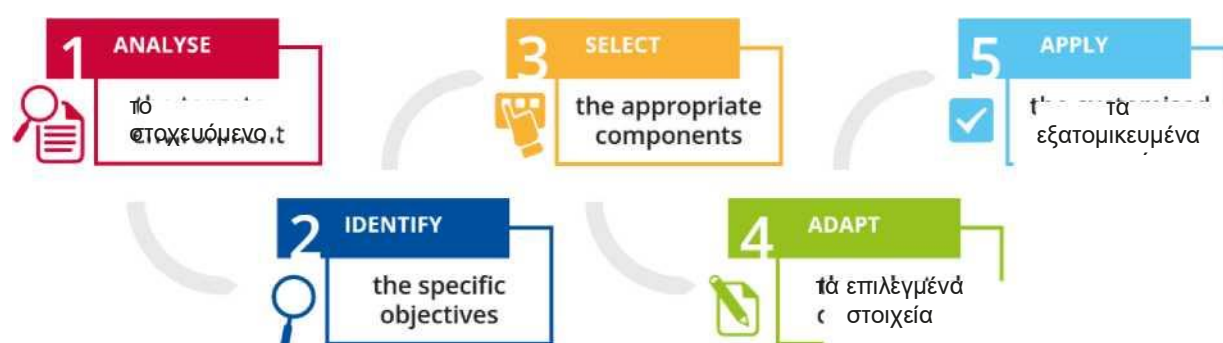 1 ANALYSE
το
στοχευόμενο
2 IDENTIFY
the specific
objectives
3 SELECT
the appropriate
components
4 ADAPT
τα επιλεγμένα
στοιχεία
5 APPLY
τα
εξατομικευμένα